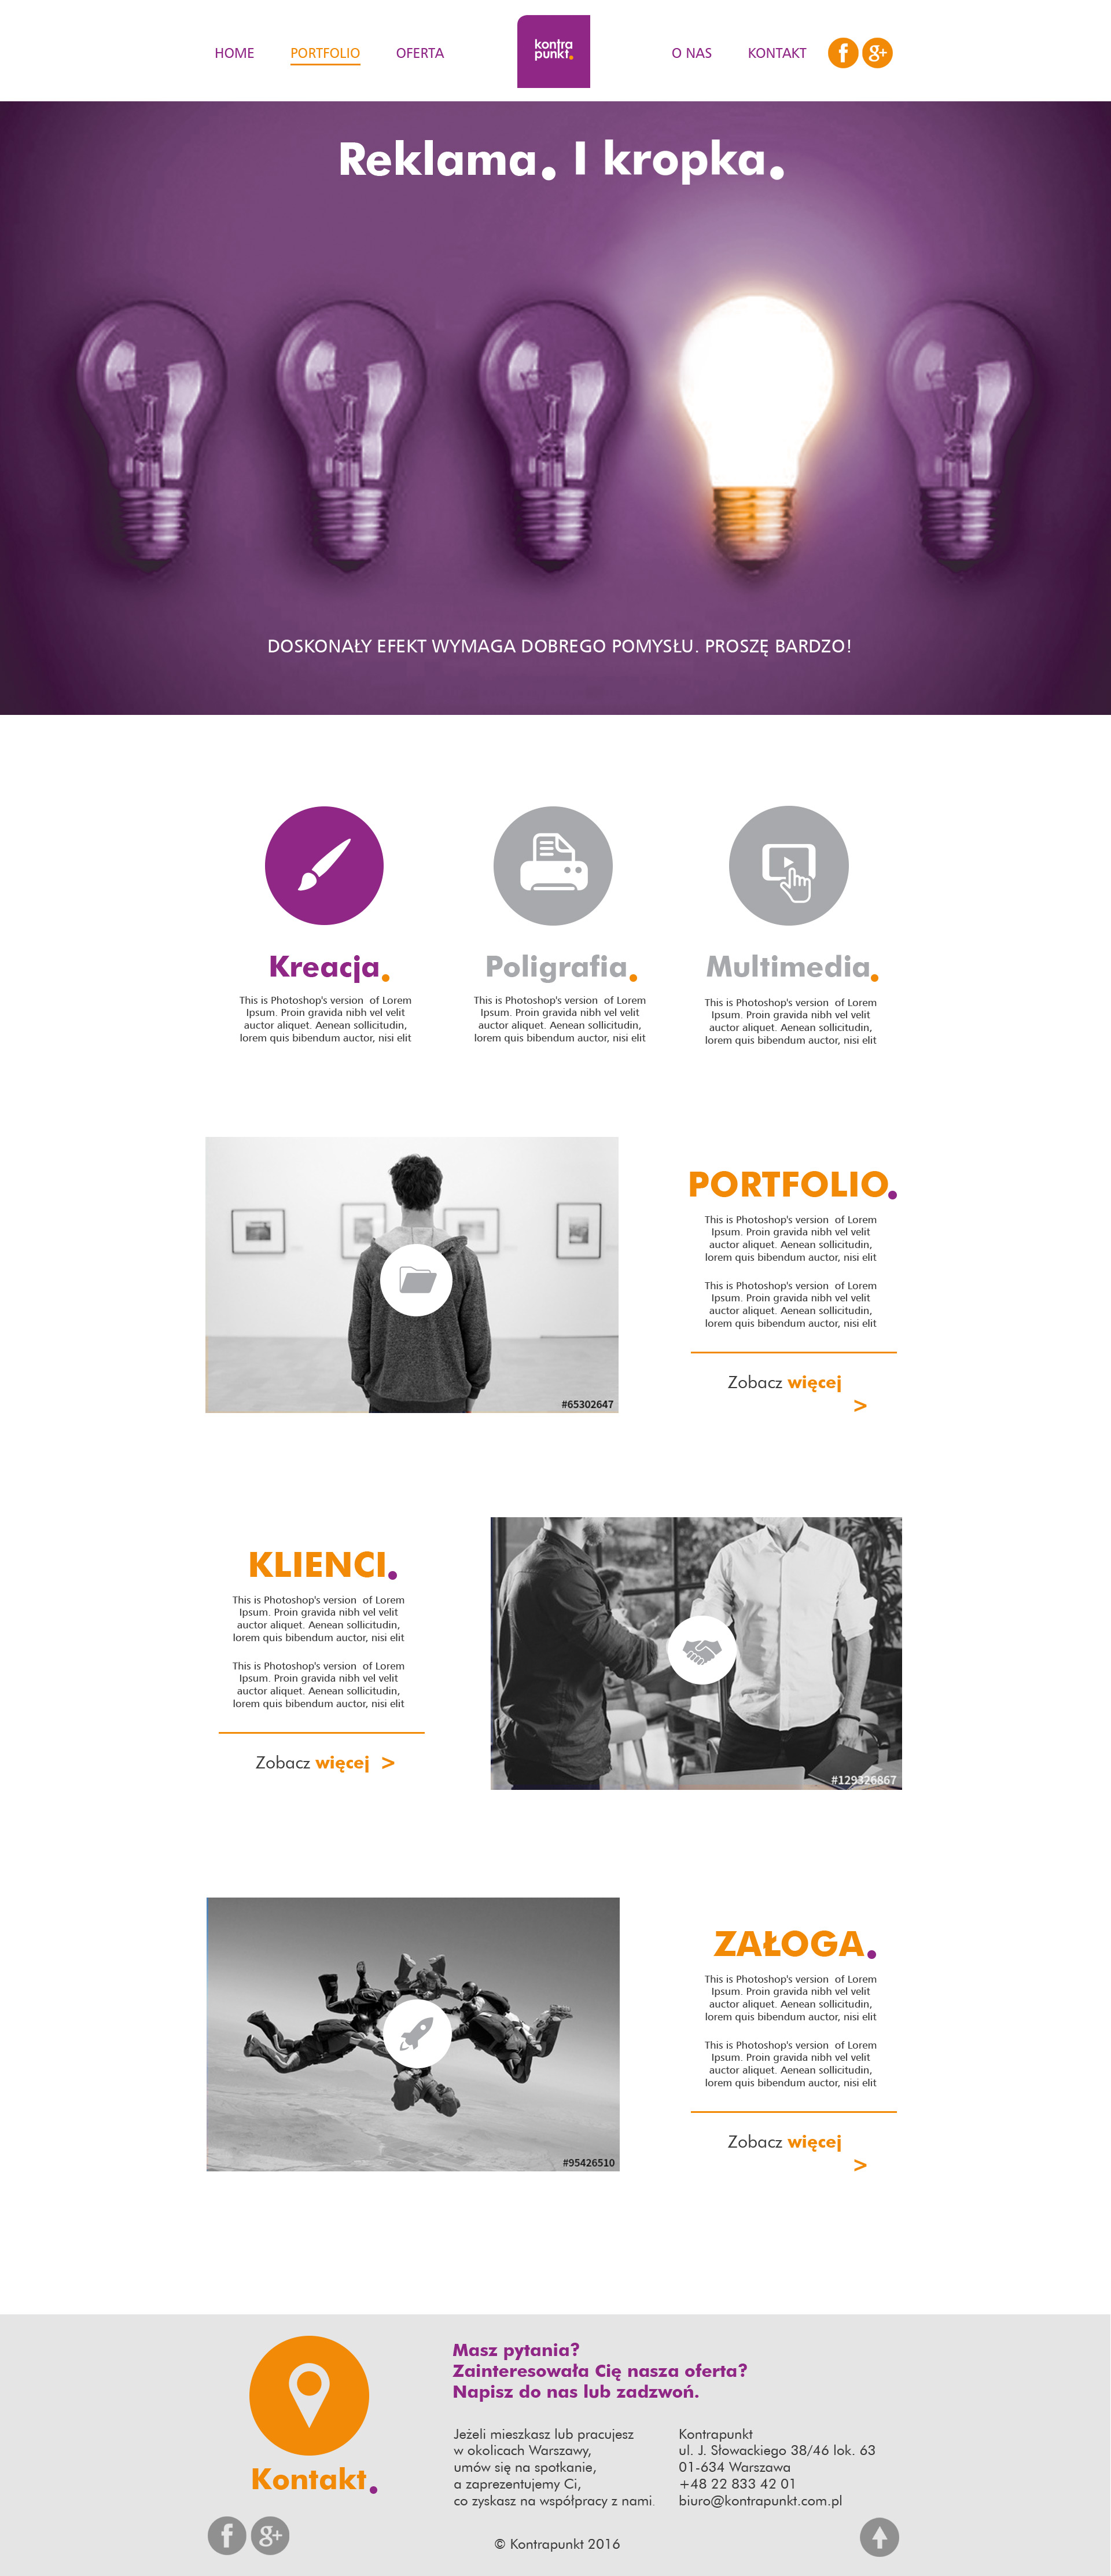 HOME PORTFOLIO OFERTA
kontra
punkt.
O NAS KONTAKT f g+
Reklama. I kropka.
DOSKONAŁY EFEKT WYMAGA DOBREGO POMYSŁU. PROSZĘ BARDZO!
Kreacja.
This is Photoshop's version of Lorem
Ipsum. Proin gravida nibh vel velit
auctor aliquet. Aenean sollicitudin,
lorem quis bibendum auctor, nisi elit
Poligrafia.
This is Photoshop's version of Lorem
Ipsum. Proin gravida nibh vel velit
auctor aliquet. Aenean sollicitudin,
lorem quis bibendum auctor, nisi elit
Multimedia.
This is Photoshop's version of Lorem
Ipsum. Proin gravida nibh vel velit
auctor aliquet. Aenean sollicitudin,
lorem quis bibendum auctor, nisi elit
#65302647
PORTFOLIO.
This is Photoshop's version of Lorem
Ipsum. Proin gravida nibh vel velit
auctor aliquet. Aenean sollicitudin,
lorem quis bibendum auctor, nisi elit
This is Photoshop's version of Lorem
Ipsum. Proin gravida nibh vel velit
auctor aliquet. Aenean sollicitudin,
lorem quis bibendum auctor, nisi elit
Zobacz więcej
>
KLIENCI.
This is Photoshop's version of Lorem
Ipsum. Proin gravida nibh vel velit
auctor aliquet. Aenean sollicitudin,
lorem quis bibendum auctor, nisi elit
This is Photoshop's version of Lorem
Ipsum. Proin gravida nibh vel velit
auctor aliquet. Aenean sollicitudin,
lorem quis bibendum auctor, nisi elit
Zobacz więcej >
#129326867
#95426510
ZAŁOGA.
This is Photoshop's version of Lorem
Ipsum. Proin gravida nibh vel velit
auctor aliquet. Aenean sollicitudin,
lorem quis bibendum auctor, nisi elit
This is Photoshop's version of Lorem
Ipsum. Proin gravida nibh vel velit
auctor aliquet. Aenean sollicitudin,
lorem quis bibendum auctor, nisi elit
Zobacz więcej
>
Kontakt.
f g+
Masz pytania?
Zainteresowała Cię nasza oferta?
Napisz do nas lub zadzwoń.
Jeżeli mieszkasz lub pracujesz
w okolicach Warszawy,
umów się na spotkanie,
a zaprezentujemy Ci,
co zyskasz na współpracy z nami.
Kontrapunkt
ul. J. Słowackiego 38/46 lok. 63
01-634 Warszawa
+48 22 833 42 01
biuro@kontrapunkt.com.pl
© Kontrapunkt 2016